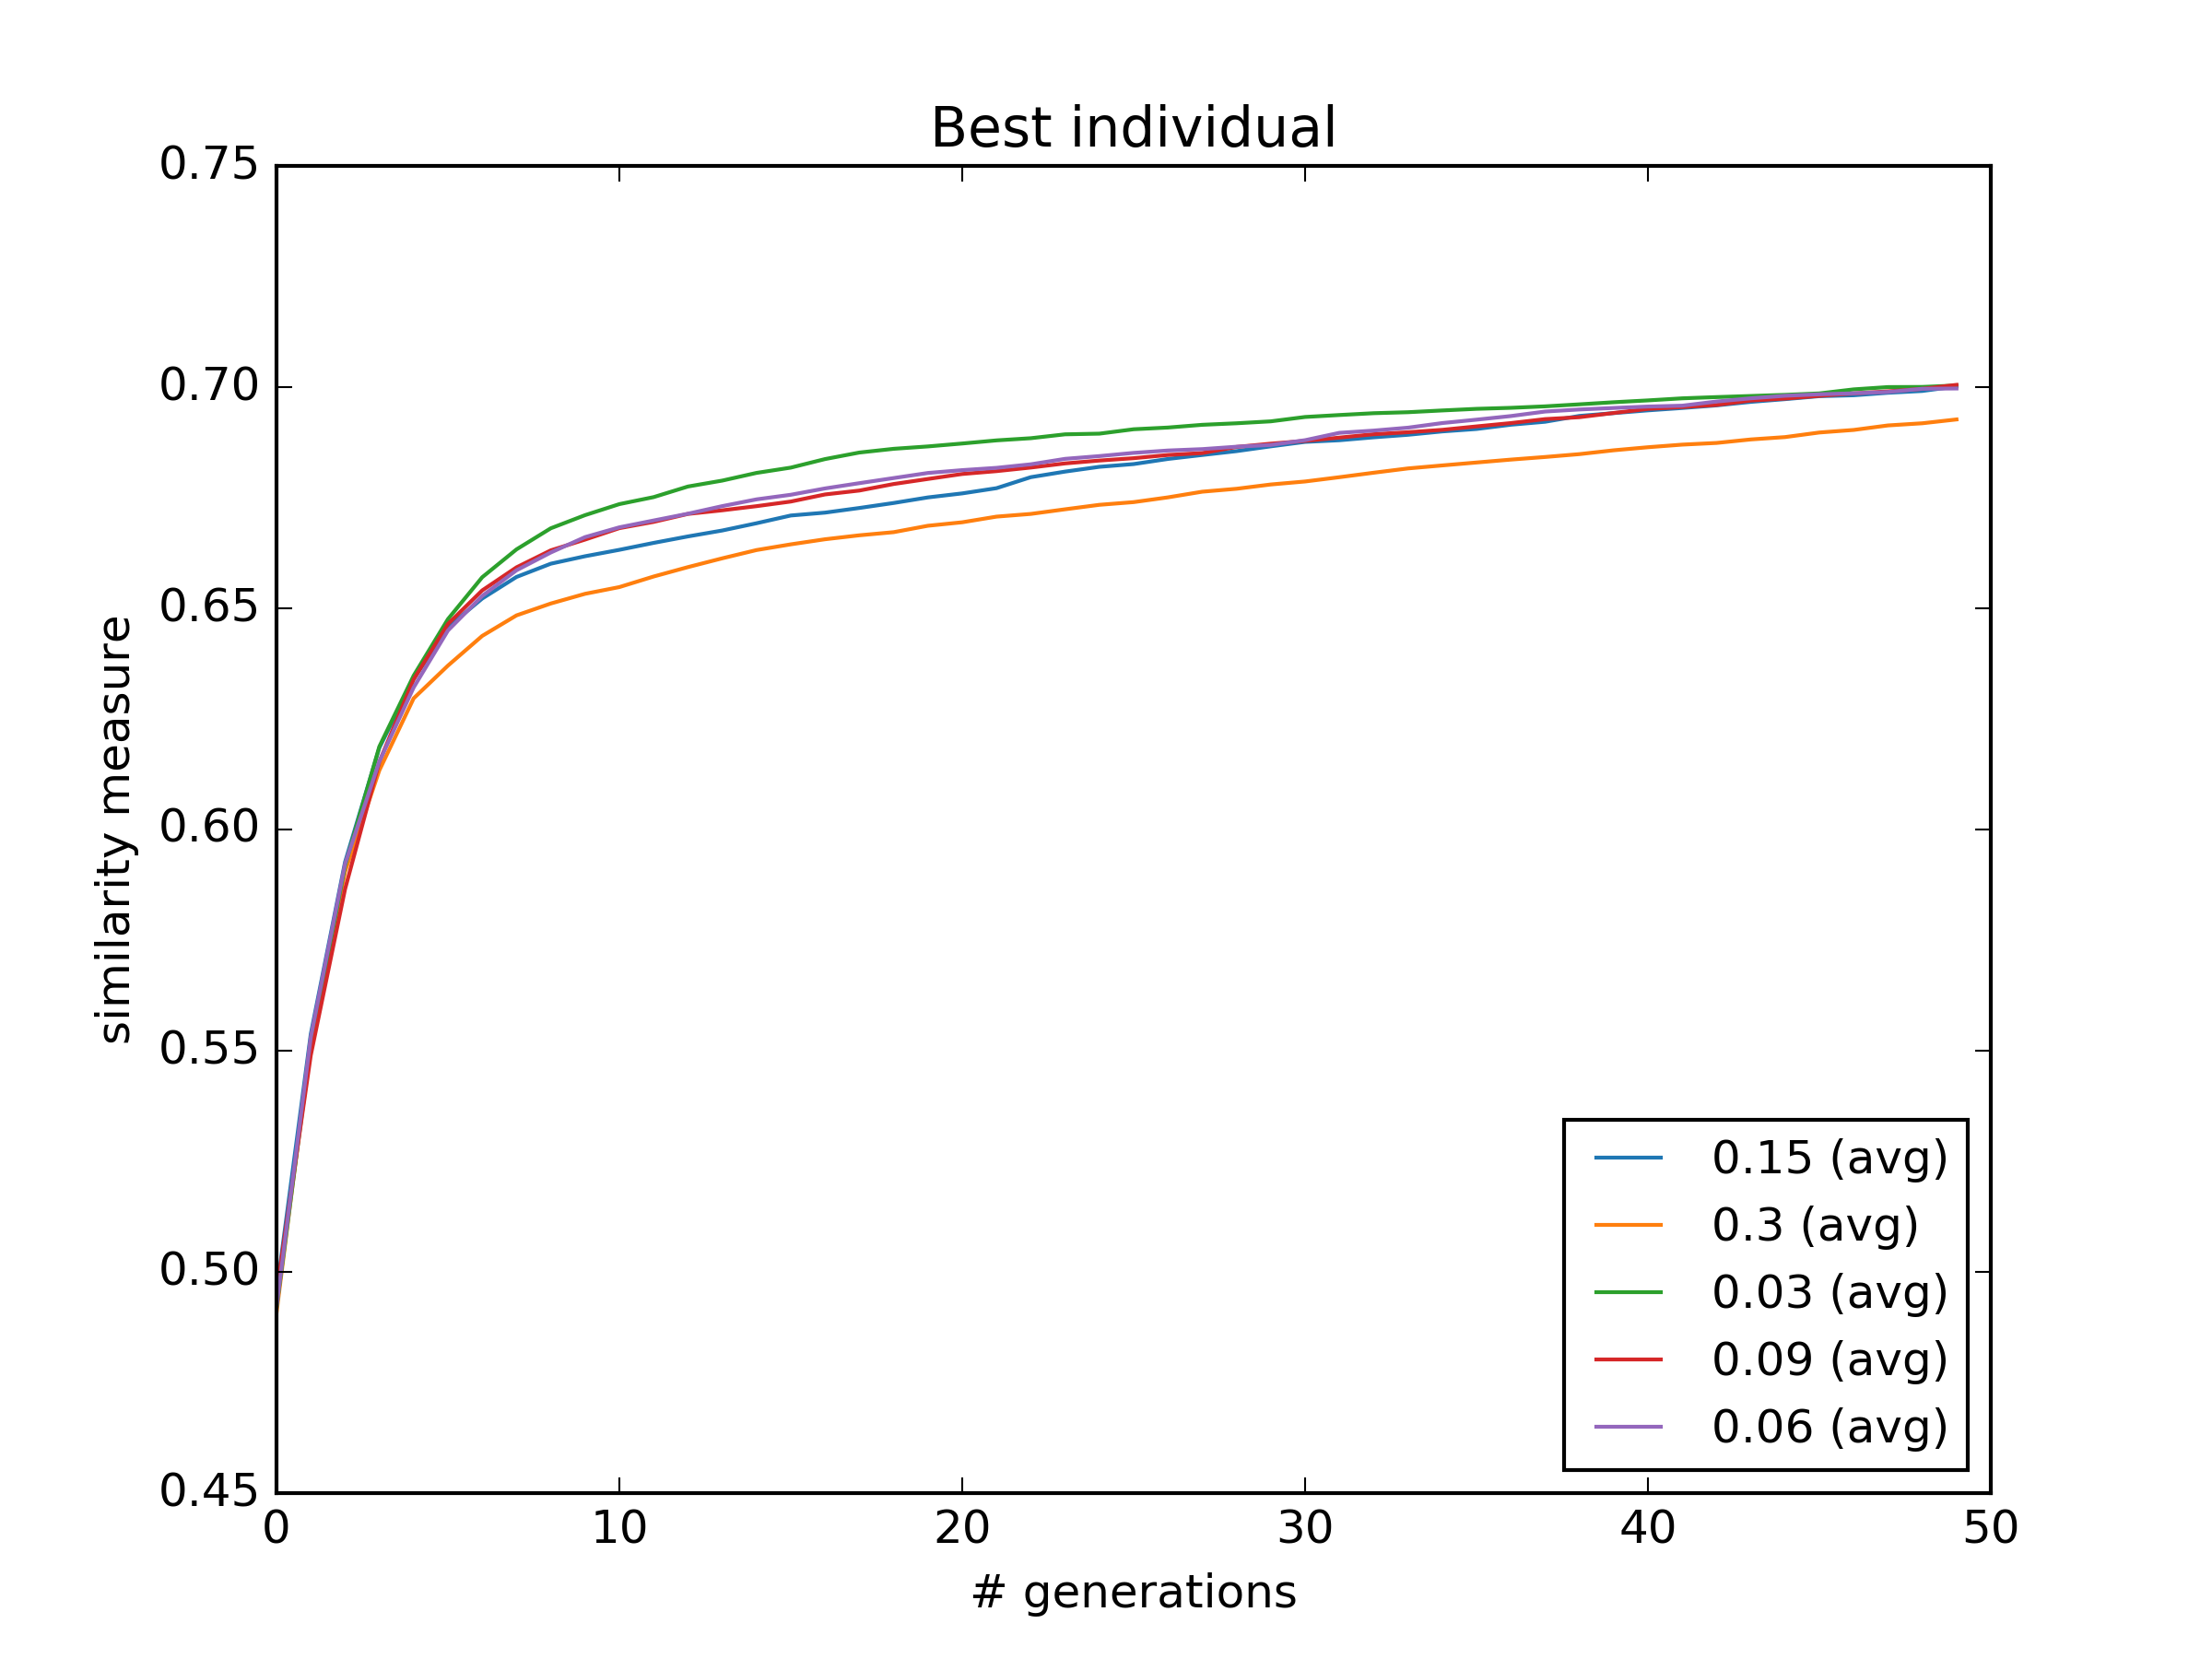 Best individual
0.75
0.70
0.65
0.60
0.55
0.50
0.45
similarity measure
0.15 (avg)
0.3 (avg)
0.03 (avg)
0.09 (avg)
0.06 (avg)
0 10 20 30 40 50
# generations